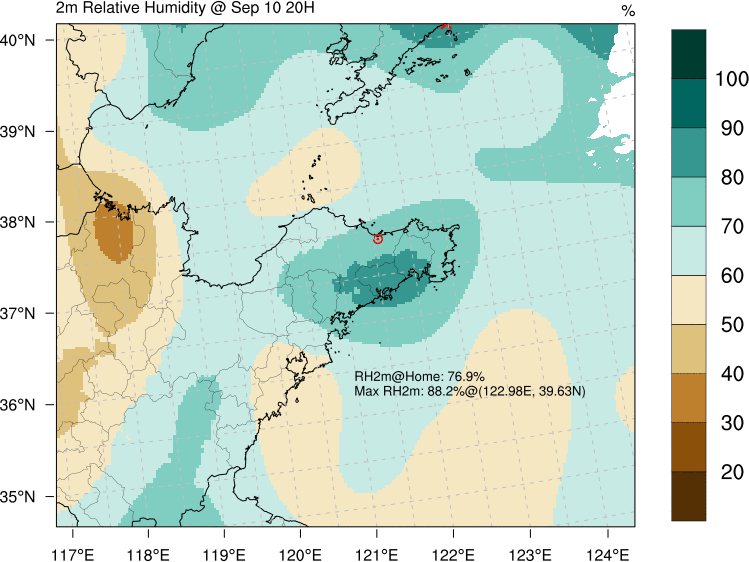 2m Relative Humidity @ Sep 10 20H
%
40°N
39°N
38°N
37°N
36°N
35°N
117°E
118°E
119°E
120°E
121°E
122°E
123°E
124°E
RH2m@Home: 76.9%
Max RH2m: 88.2%@(122.98E, 39.63N)
100
90
80
70
60
50
40
30
20